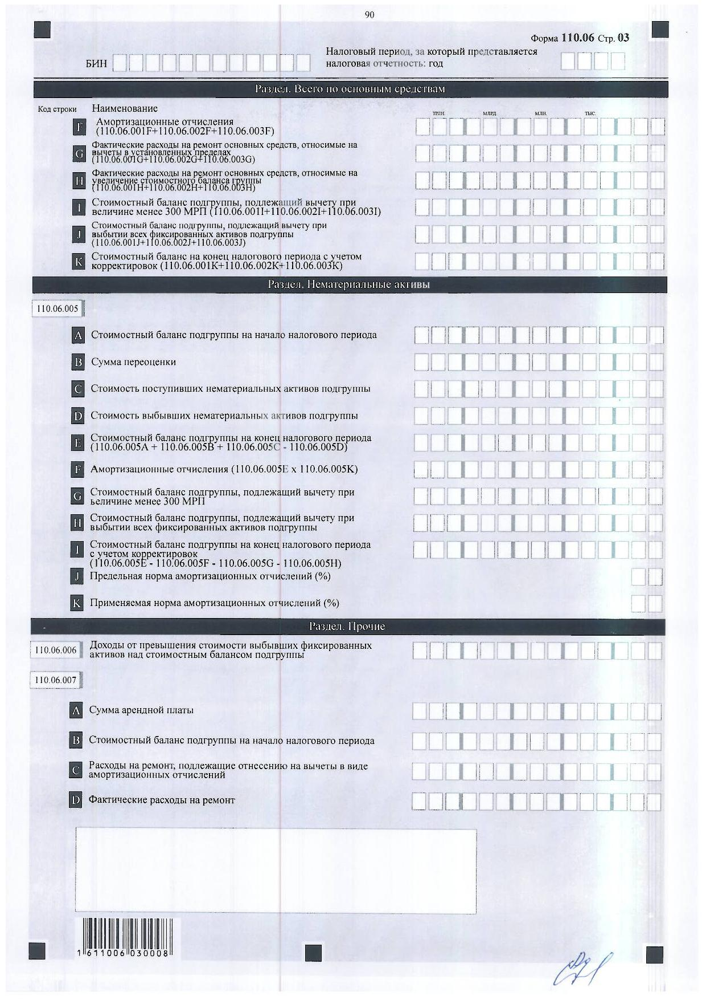 90
Форма 110.06 Стр. 03
БИН
Налоговый период, за который представляется
налоговая отчетность: год
Раздел. Всего по основным средствам
Код строки Наименование
ТРЛН. МЛРД. МЛН. ТЫС.
F Амортизационные отчисления
(110.06.001F+110.06.002F+110.06.003F)
G Фактические расходы на ремонт основных средств, относимые на
вычеты в установленных пределах
(110.06.001G+110.06.002G+110.06.003G)
H Фактические расходы на ремонт основных средств, относимые на
увеличение стоимостного баланса группы
(110.06.001H+110.06.002H+110.06.003H)
I Стоимостный баланс подгруппы, подлежащий вычету при
величине менее 300 МРП (110.06.001I+110.06.002I+110.06.003I)
J Стоимостный баланс подгруппы, подлежащий вычету при
выбытии всех фиксированных активов подгруппы
(110.06.001J+110.06.002J+110.06.003J)
K Стоимостный баланс на конец налогового периода с учетом
корректировок (110.06.001K+110.06.002K+110.06.003K)
Раздел. Нематериальные активы
110.06.005
A Стоимостный баланс подгруппы на начало налогового периода
B Сумма переоценки
C Стоимость поступивших нематериальных активов подгруппы
D Стоимость выбывших нематериальных активов подгруппы
E Стоимостный баланс подгруппы на конец налогового периода
(110.06.005A + 110.06.005B + 110.06.005C - 110.06.005D)
F Амортизационные отчисления (110.06.005E x 110.06.005K)
G Стоимостный баланс подгруппы, подлежащий вычету при
величине менее 300 МРП
H Стоимостный баланс подгруппы, подлежащий вычету при
выбытии всех фиксированных активов подгруппы
I Стоимостный баланс подгруппы на конец налогового периода
с учетом корректировок
(110.06.005E - 110.06.005F - 110.06.005G - 110.06.005H)
J Предельная норма амортизационных отчислений (%)
K Применяемая норма амортизационных отчислений (%)
Раздел. Прочие
110.06.006 Доходы от превышения стоимости выбывших фиксированных
активов над стоимостным балансом подгруппы
110.06.007
A Сумма арендной платы
B Стоимостный баланс подгруппы на начало налогового периода
C Расходы на ремонт, подлежащие отнесению на вычеты в виде
амортизационных отчислений
D Фактические расходы на ремонт
1 611006 030008